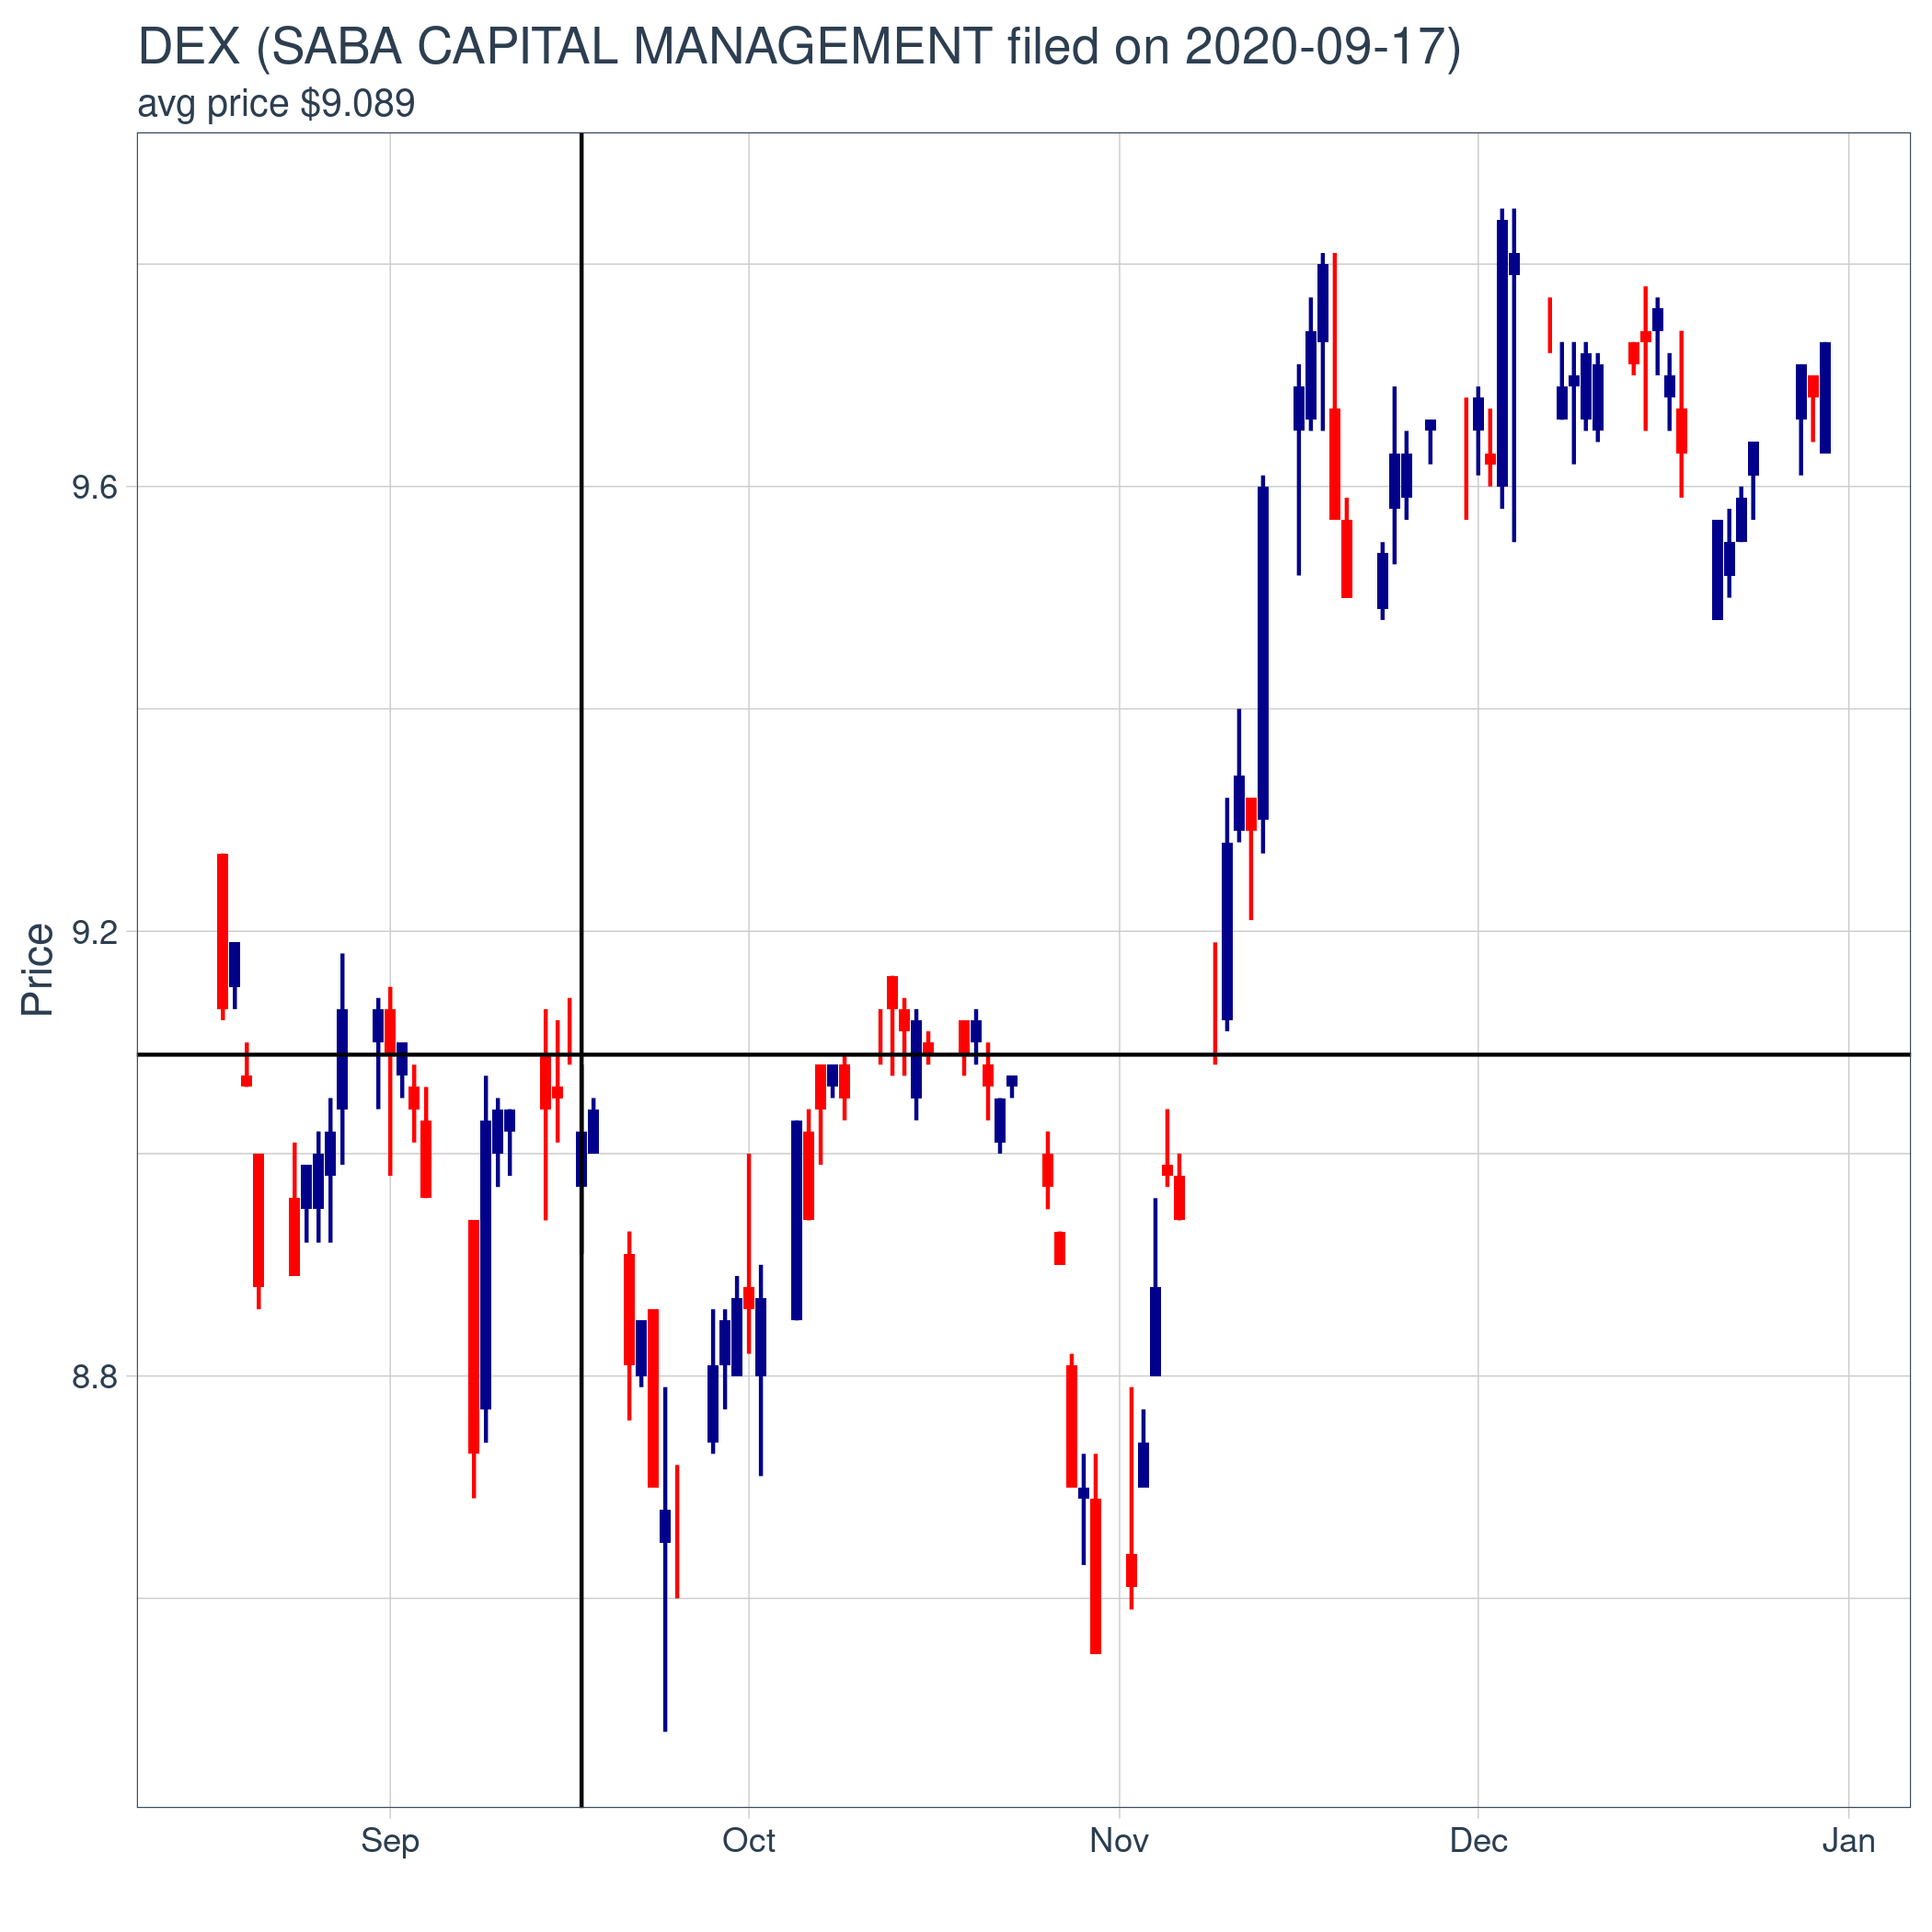 DEX (SABA CAPITAL MANAGEMENT filed on 2020-09-17)
avg price $9.089
9.6
9.2
8.8
Price
Sep Oct Nov Dec Jan